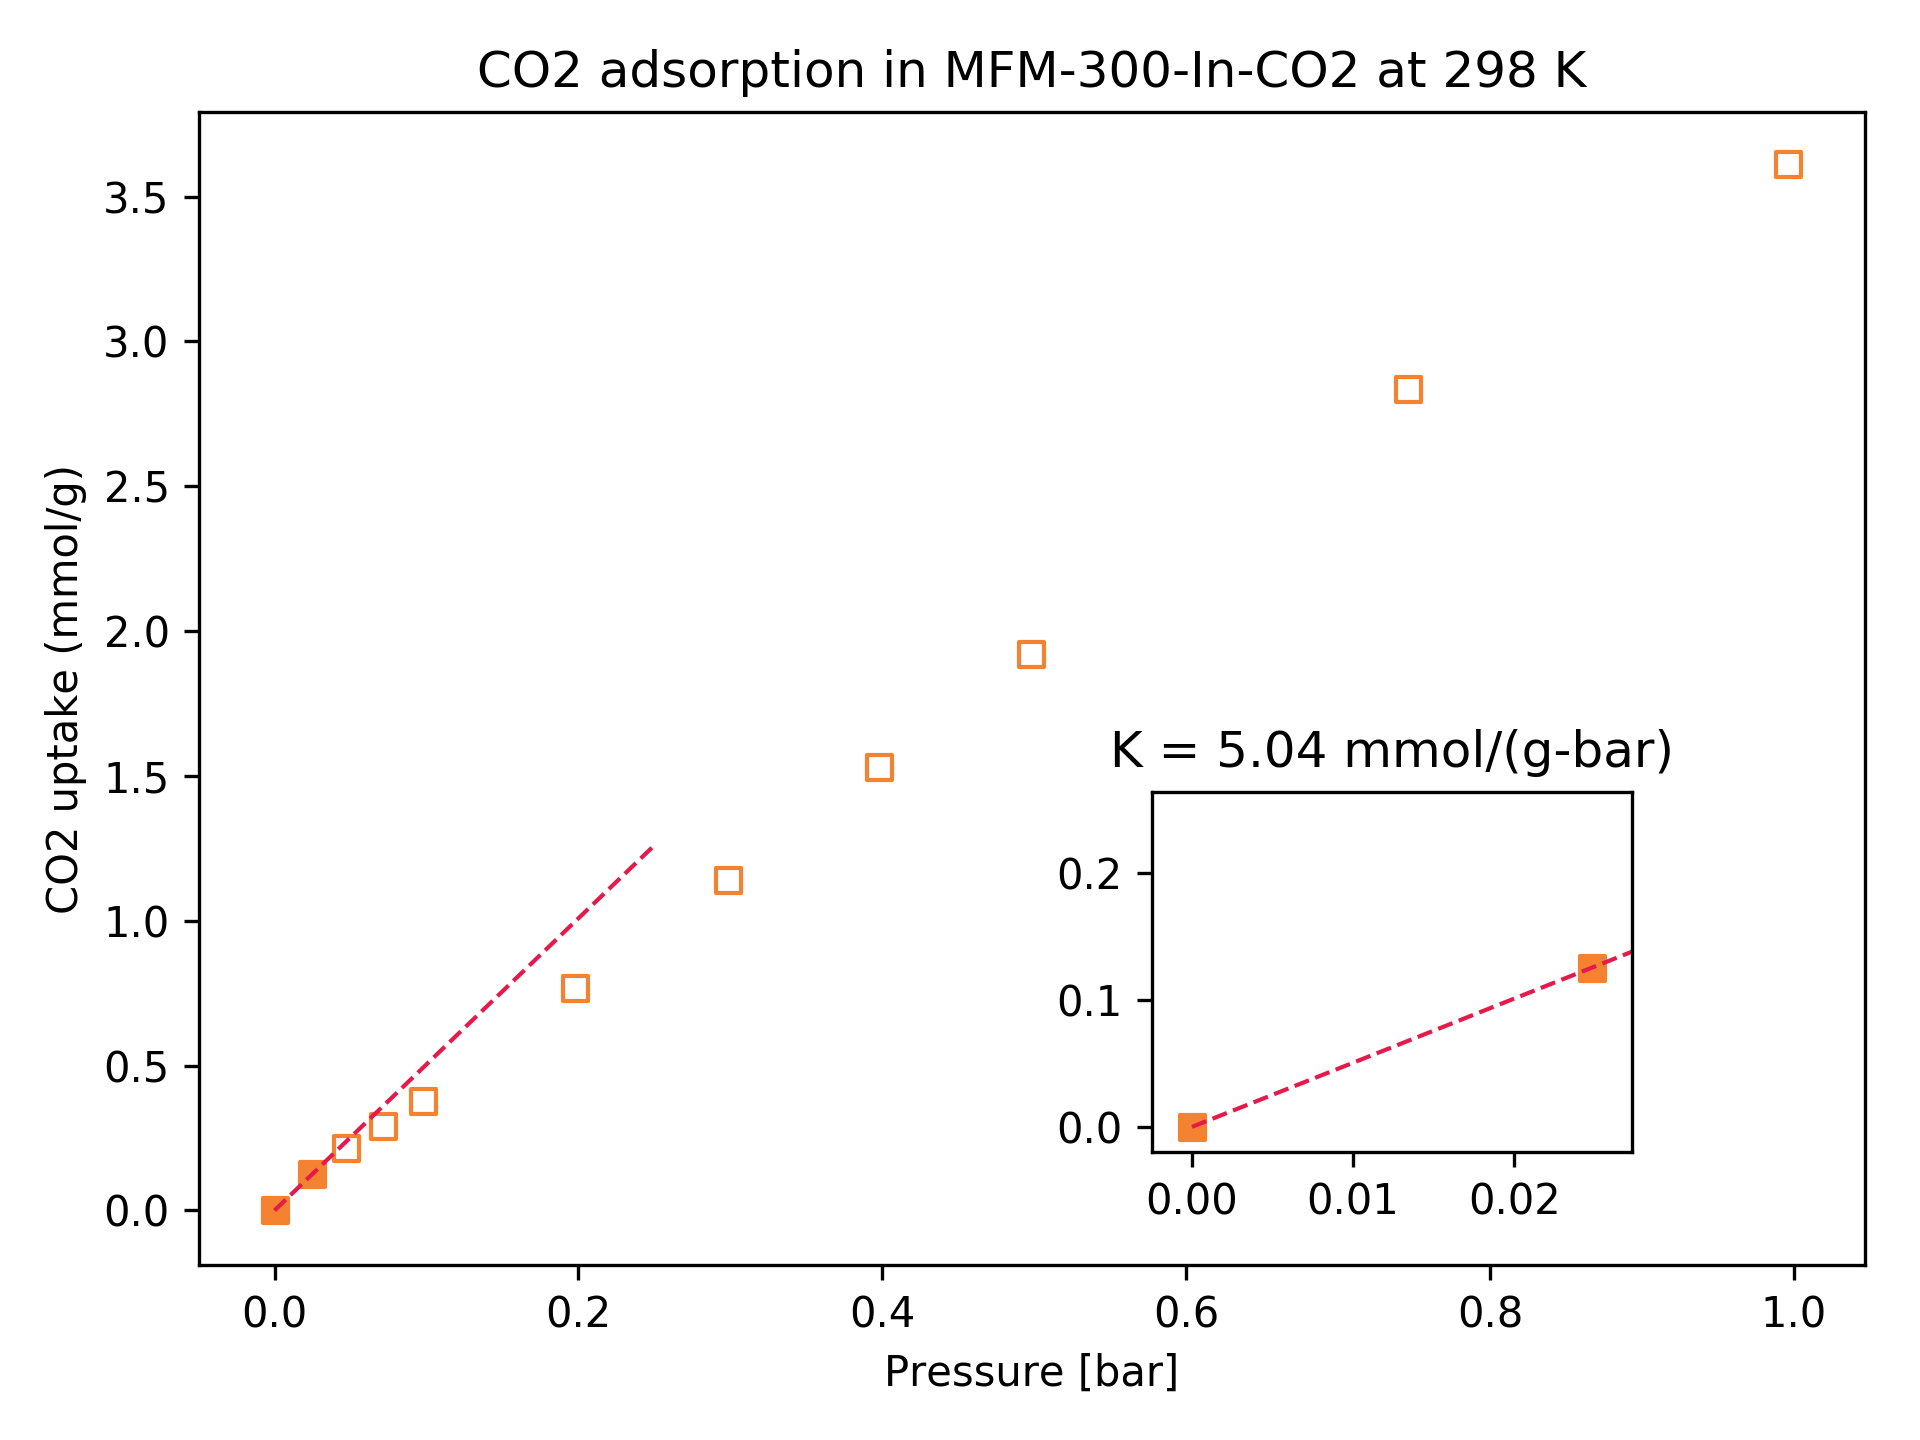 CO2 adsorption in MFM-300-In-CO2 at 298 K
CO2 uptake (mmol/g)
3.5
3.0
2.5
2.0
1.5
1.0
0.5
0.0
K = 5.04 mmol/(g-bar)
0.2
0.1
0.0
0.00 0.01 0.02
0.0 0.2 0.4 0.6 0.8 1.0
Pressure [bar]